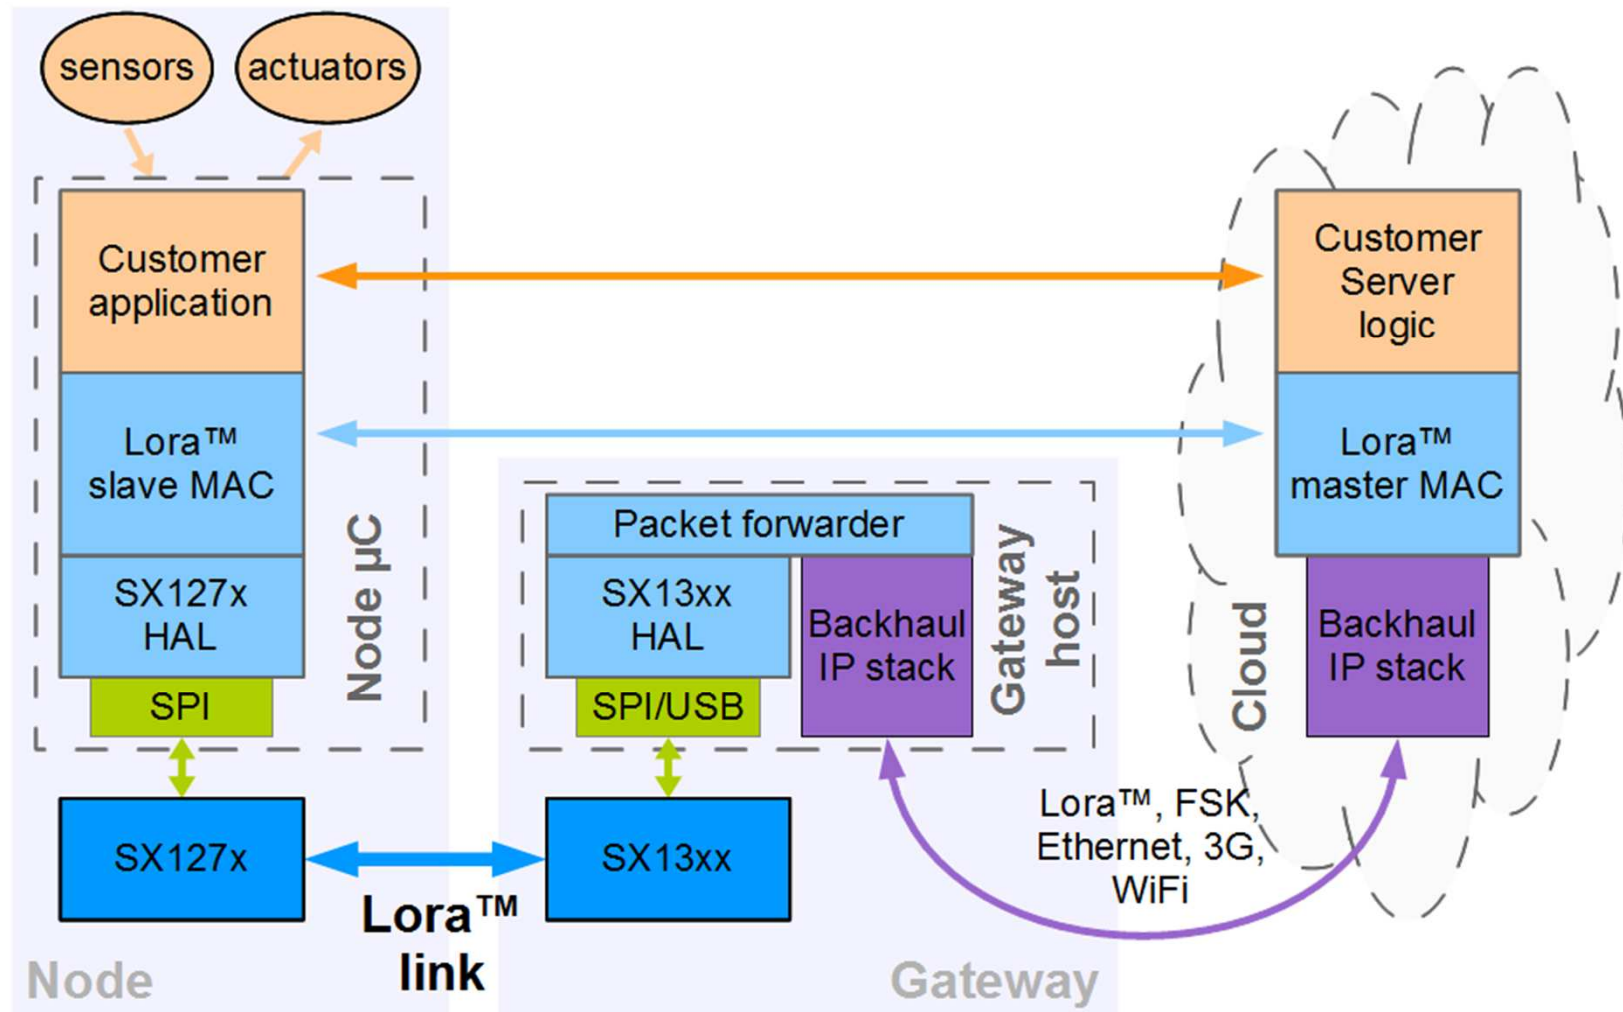 sensors
actuators
Customer
application
Lora™
slave MAC
SX127x
HAL
SPI
Node µC
SX127x
Node
Lora™
link
Packet forwarder
SX13xx
HAL
SPI/USB
Backhaul
IP stack
Gateway
host
SX13xx
Gateway
Lora™, FSK,
Ethernet, 3G,
WiFi
Customer
Server
logic
Lora™
master MAC
Backhaul
IP stack
Cloud